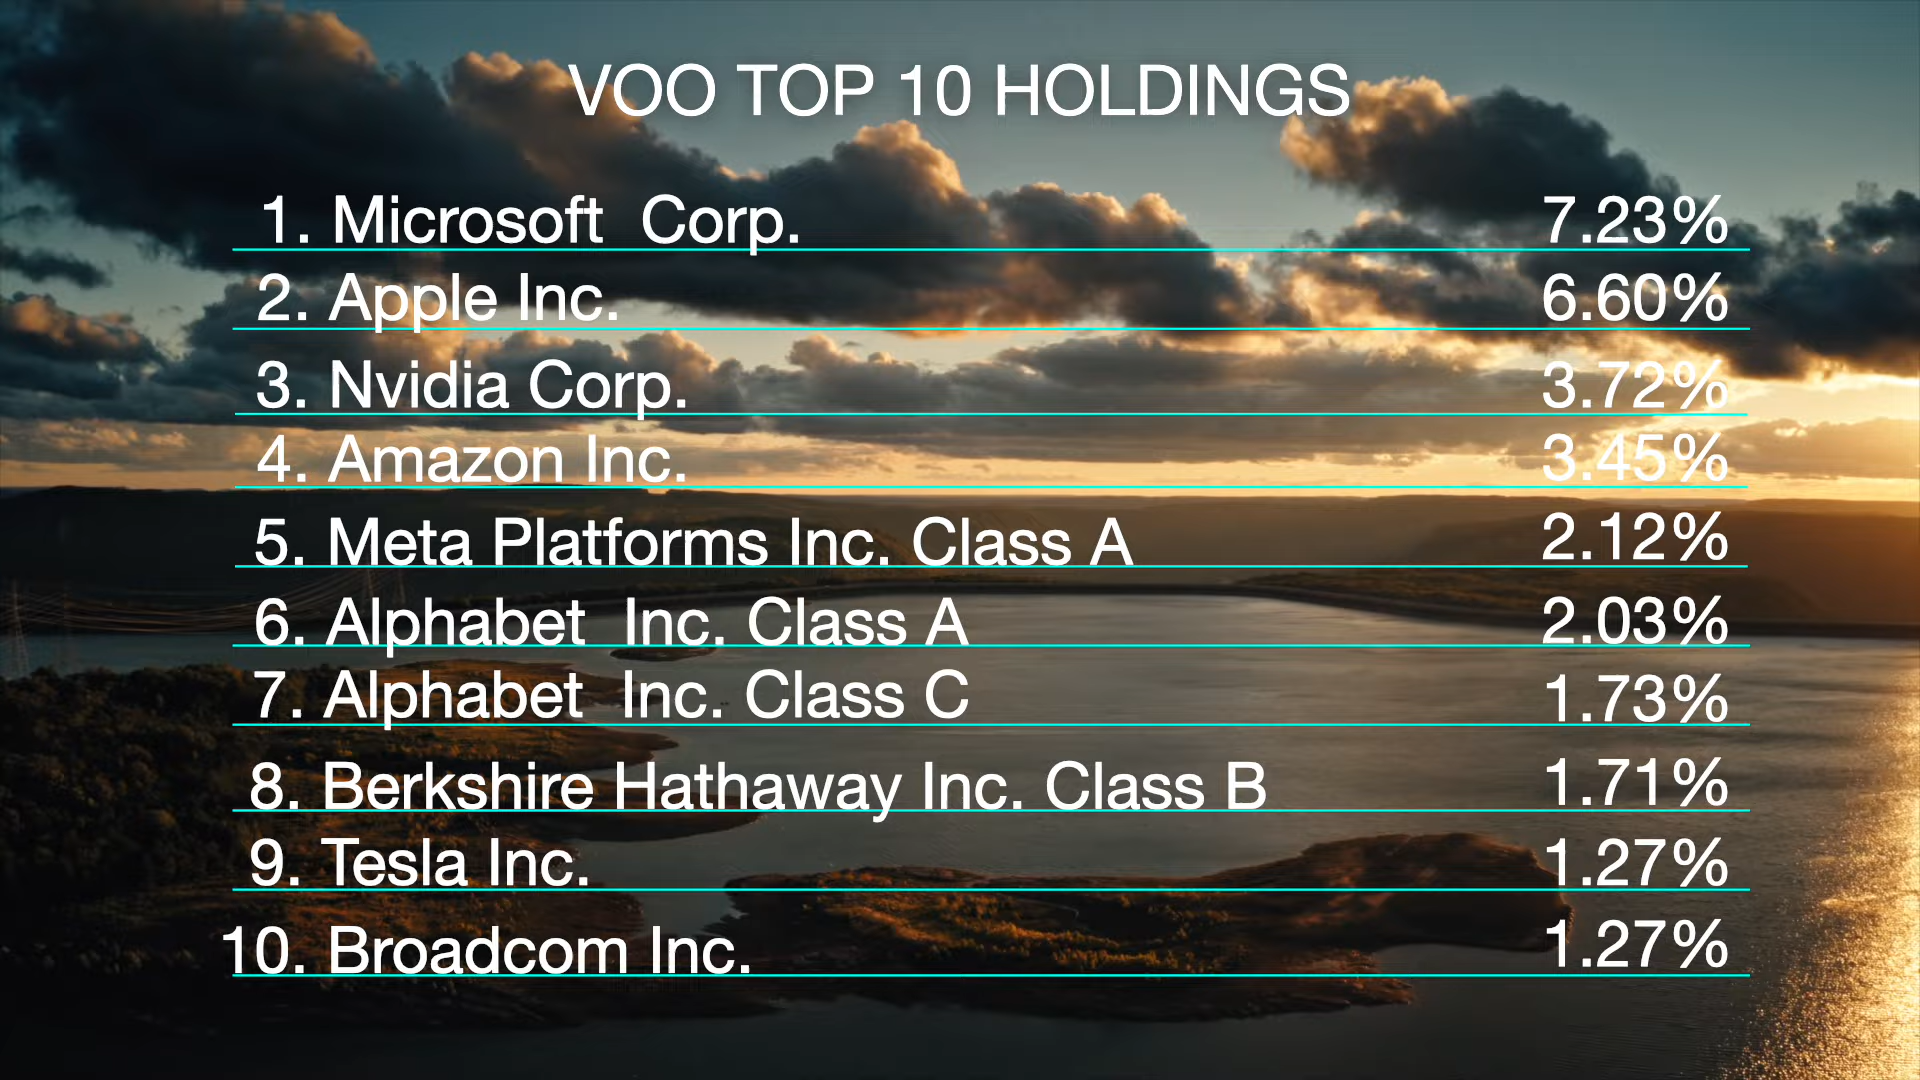 VOO TOP 10 HOLDINGS
1. Microsoft  Corp. 7.23%
2. Apple Inc. 6.60%
3. Nvidia Corp. 3.72%
4. Amazon Inc. 3.45%
5. Meta Platforms Inc. Class A 2.12%
6. Alphabet  Inc. Class A 2.03%
7. Alphabet  Inc. Class C 1.73%
8. Berkshire Hathaway Inc. Class B 1.71%
9. Tesla Inc. 1.27%
10. Broadcom Inc. 1.27%